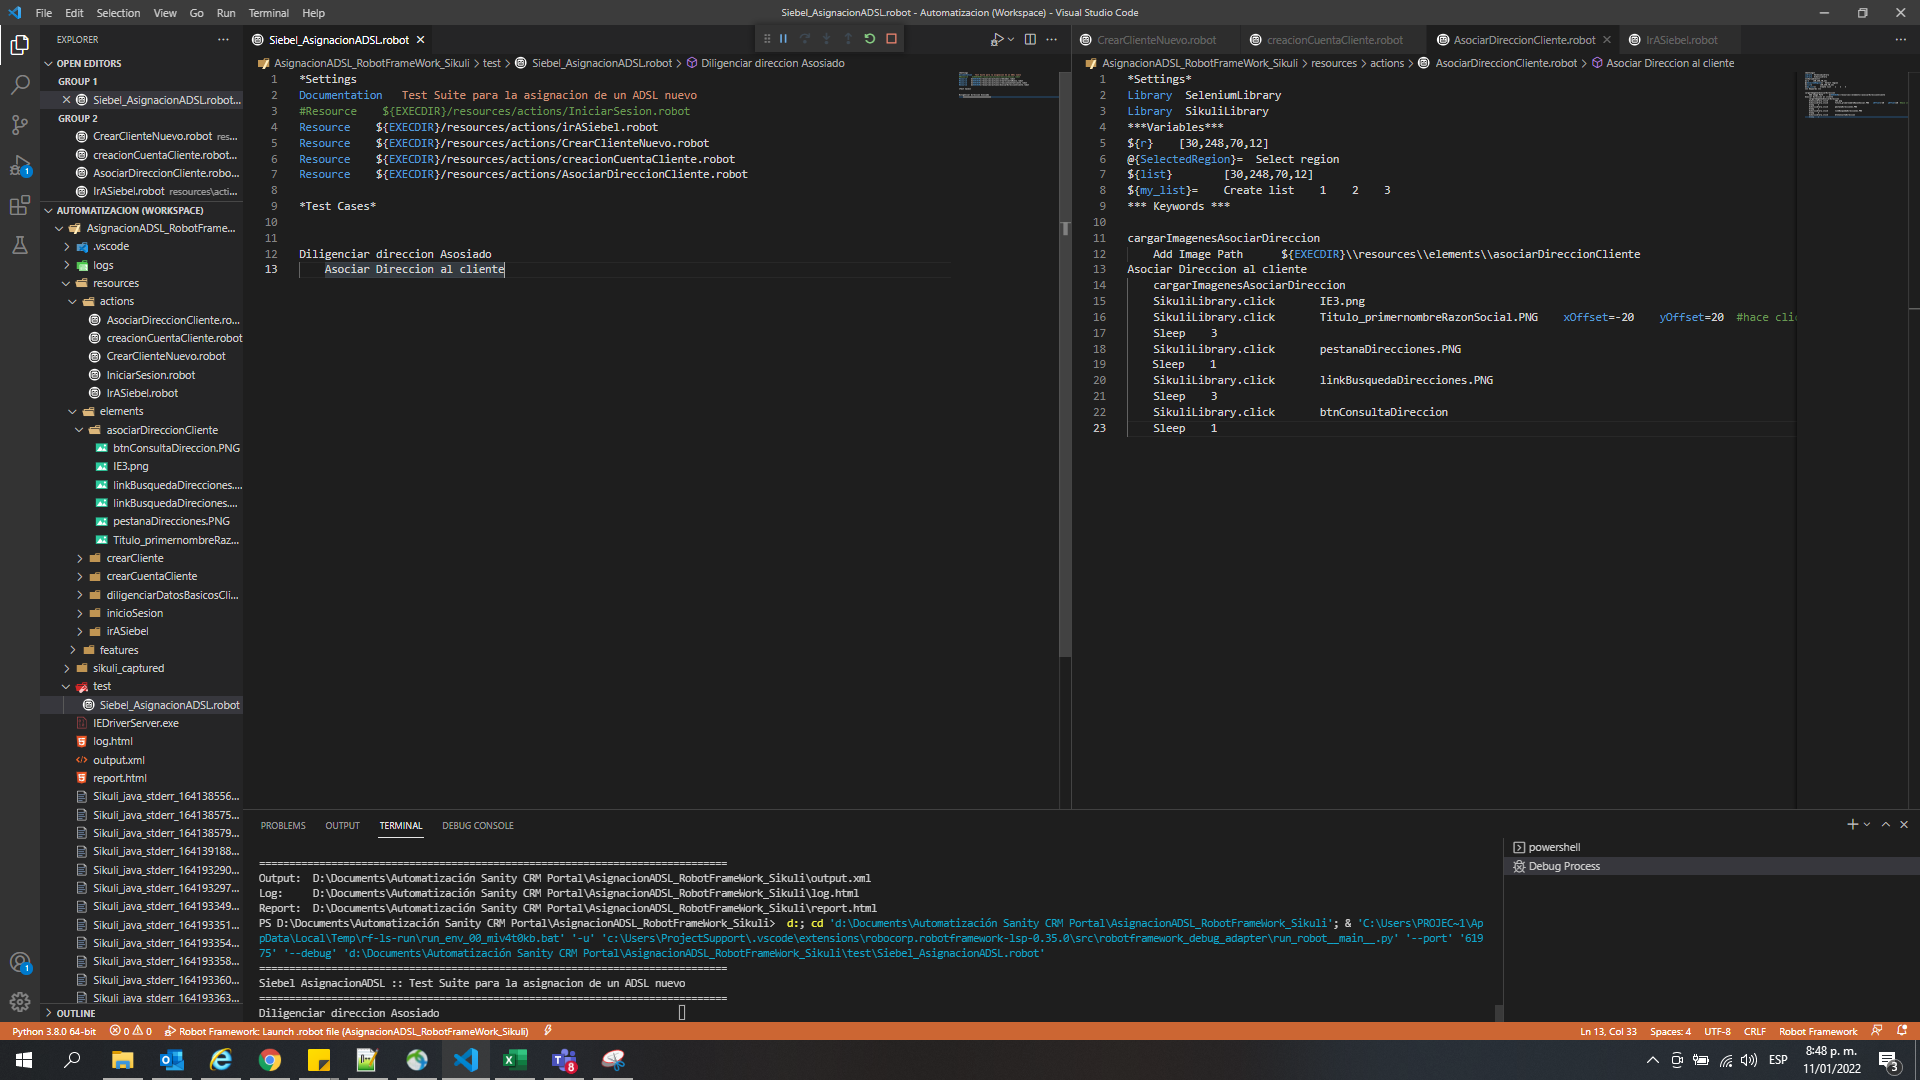 File Edit Selection View Go Run Terminal Help
Siebel_AsignacionADSL.robot - Automatizacion (Workspace) - Visual Studio Code
EXPLORER
OPEN EDITORS
GROUP 1
Siebel_AsignacionADSL.robot...
GROUP 2
CrearClienteNuevo.robot res...
creacionCuentaCliente.robot...
AsociarDireccionCliente.robo...
IrASiebel.robot resources\acti...
AUTOMATIZACION (WORKSPACE)
AsignacionADSL_RobotFrame...
.vscode
logs
resources
actions
AsociarDireccionCliente.ro...
creacionCuentaCliente.robot
CrearClienteNuevo.robot
IniciarSesion.robot
IrASiebel.robot
elements
asociarDireccionCliente
btnConsultaDireccion.PNG
IE3.png
linkBusquedaDirecciones....
linkBusquedaDireciones....
pestanaDirecciones.PNG
Titulo_primernombreRaz...
crearCliente
crearCuentaCliente
diligenciarDatosBasicosCli...
inicioSesion
irASiebel
features
sikuli_captured
test
Siebel_AsignacionADSL.robot
IEDriverServer.exe
log.html
output.xml
report.html
Sikuli_java_stderr_164138556...
Sikuli_java_stderr_164138575...
Sikuli_java_stderr_164138579...
Sikuli_java_stderr_164139188...
Sikuli_java_stderr_164193290...
Sikuli_java_stderr_164193297...
Sikuli_java_stderr_164193349...
Sikuli_java_stderr_164193351...
Sikuli_java_stderr_164193354...
Sikuli_java_stderr_164193358...
Sikuli_java_stderr_164193360...
Sikuli_java_stderr_164193363...
OUTLINE
Siebel_AsignacionADSL.robot
AsignacionADSL_RobotFrameWork_Sikuli > test > Siebel_AsignacionADSL.robot > Diligenciar direccion Asosiado
1 *Settings
2 Documentation Test Suite para la asignacion de un ADSL nuevo
3 #Resource ${EXECDIR}/resources/actions/IniciarSesion.robot
4 Resource ${EXECDIR}/resources/actions/irASiebel.robot
5 Resource ${EXECDIR}/resources/actions/CrearClienteNuevo.robot
6 Resource ${EXECDIR}/resources/actions/creacionCuentaCliente.robot
7 Resource ${EXECDIR}/resources/actions/AsociarDireccionCliente.robot
8
9 *Test Cases*
10
11
12 Diligenciar direccion Asosiado
13 Asociar Direccion al cliente
CrearClienteNuevo.robot creacionCuentaCliente.robot AsociarDireccionCliente.robot IrASiebel.robot
AsignacionADSL_RobotFrameWork_Sikuli > resources > actions > AsociarDireccionCliente.robot > Asociar Direccion al cliente
1 *Settings*
2 Library SeleniumLibrary
3 Library SikuliLibrary
4 ***Variables***
5 ${r} [30,248,70,12]
6 @{SelectedRegion}= Select region
7 ${list} [30,248,70,12]
8 ${my_list}= Create list 1 2 3
9 *** Keywords ***
10
11 cargarImagenesAsociarDireccion
12 Add Image Path ${EXECDIR}\\resources\\elements\\asociarDireccionCliente
13 Asociar Direccion al cliente
14 cargarImagenesAsociarDireccion
15 SikuliLibrary.click IE3.png
16 SikuliLibrary.click Titulo_primernombreRazonSocial.PNG xOffset=-20 yOffset=20 #hace cli
17 Sleep 3
18 SikuliLibrary.click pestanaDirecciones.PNG
19 Sleep 1
20 SikuliLibrary.click linkBusquedaDirecciones.PNG
21 Sleep 3
22 SikuliLibrary.click btnConsultaDireccion
23 Sleep 1
PROBLEMS OUTPUT TERMINAL DEBUG CONSOLE
powershell
Debug Process
==============================================================================
Output: D:\Documents\Automatización Sanity CRM Portal\AsignacionADSL_RobotFrameWork_Sikuli\output.xml
Log: D:\Documents\Automatización Sanity CRM Portal\AsignacionADSL_RobotFrameWork_Sikuli\log.html
Report: D:\Documents\Automatización Sanity CRM Portal\AsignacionADSL_RobotFrameWork_Sikuli\report.html
PS D:\Documents\Automatización Sanity CRM Portal\AsignacionADSL_RobotFrameWork_Sikuli> d:; cd 'd:\Documents\Automatización Sanity CRM Portal\AsignacionADSL_RobotFrameWork_Sikuli'; & 'C:\Users\PROJEC~1\Ap
pData\Local\Temp\rf-ls-run\run_env_00_miv4t0kb.bat' '-u' 'c:\Users\ProjectSupport\.vscode\extensions\robocorp.robotframework-lsp-0.35.0\src\robotframework_debug_adapter\run_robot__main__.py' '--port' '619
75' '--debug' 'd:\Documents\Automatización Sanity CRM Portal\AsignacionADSL_RobotFrameWork_Sikuli\test\Siebel_AsignacionADSL.robot'
==============================================================================
Siebel AsignacionADSL :: Test Suite para la asignacion de un ADSL nuevo
==============================================================================
Diligenciar direccion Asosiado
Python 3.8.0 64-bit 0 0 Robot Framework: Launch .robot file (AsignacionADSL_RobotFrameWork_Sikuli)
Ln 13, Col 33 Spaces: 4 UTF-8 CRLF Robot Framework
ESP
8:48 p. m.
11/01/2022